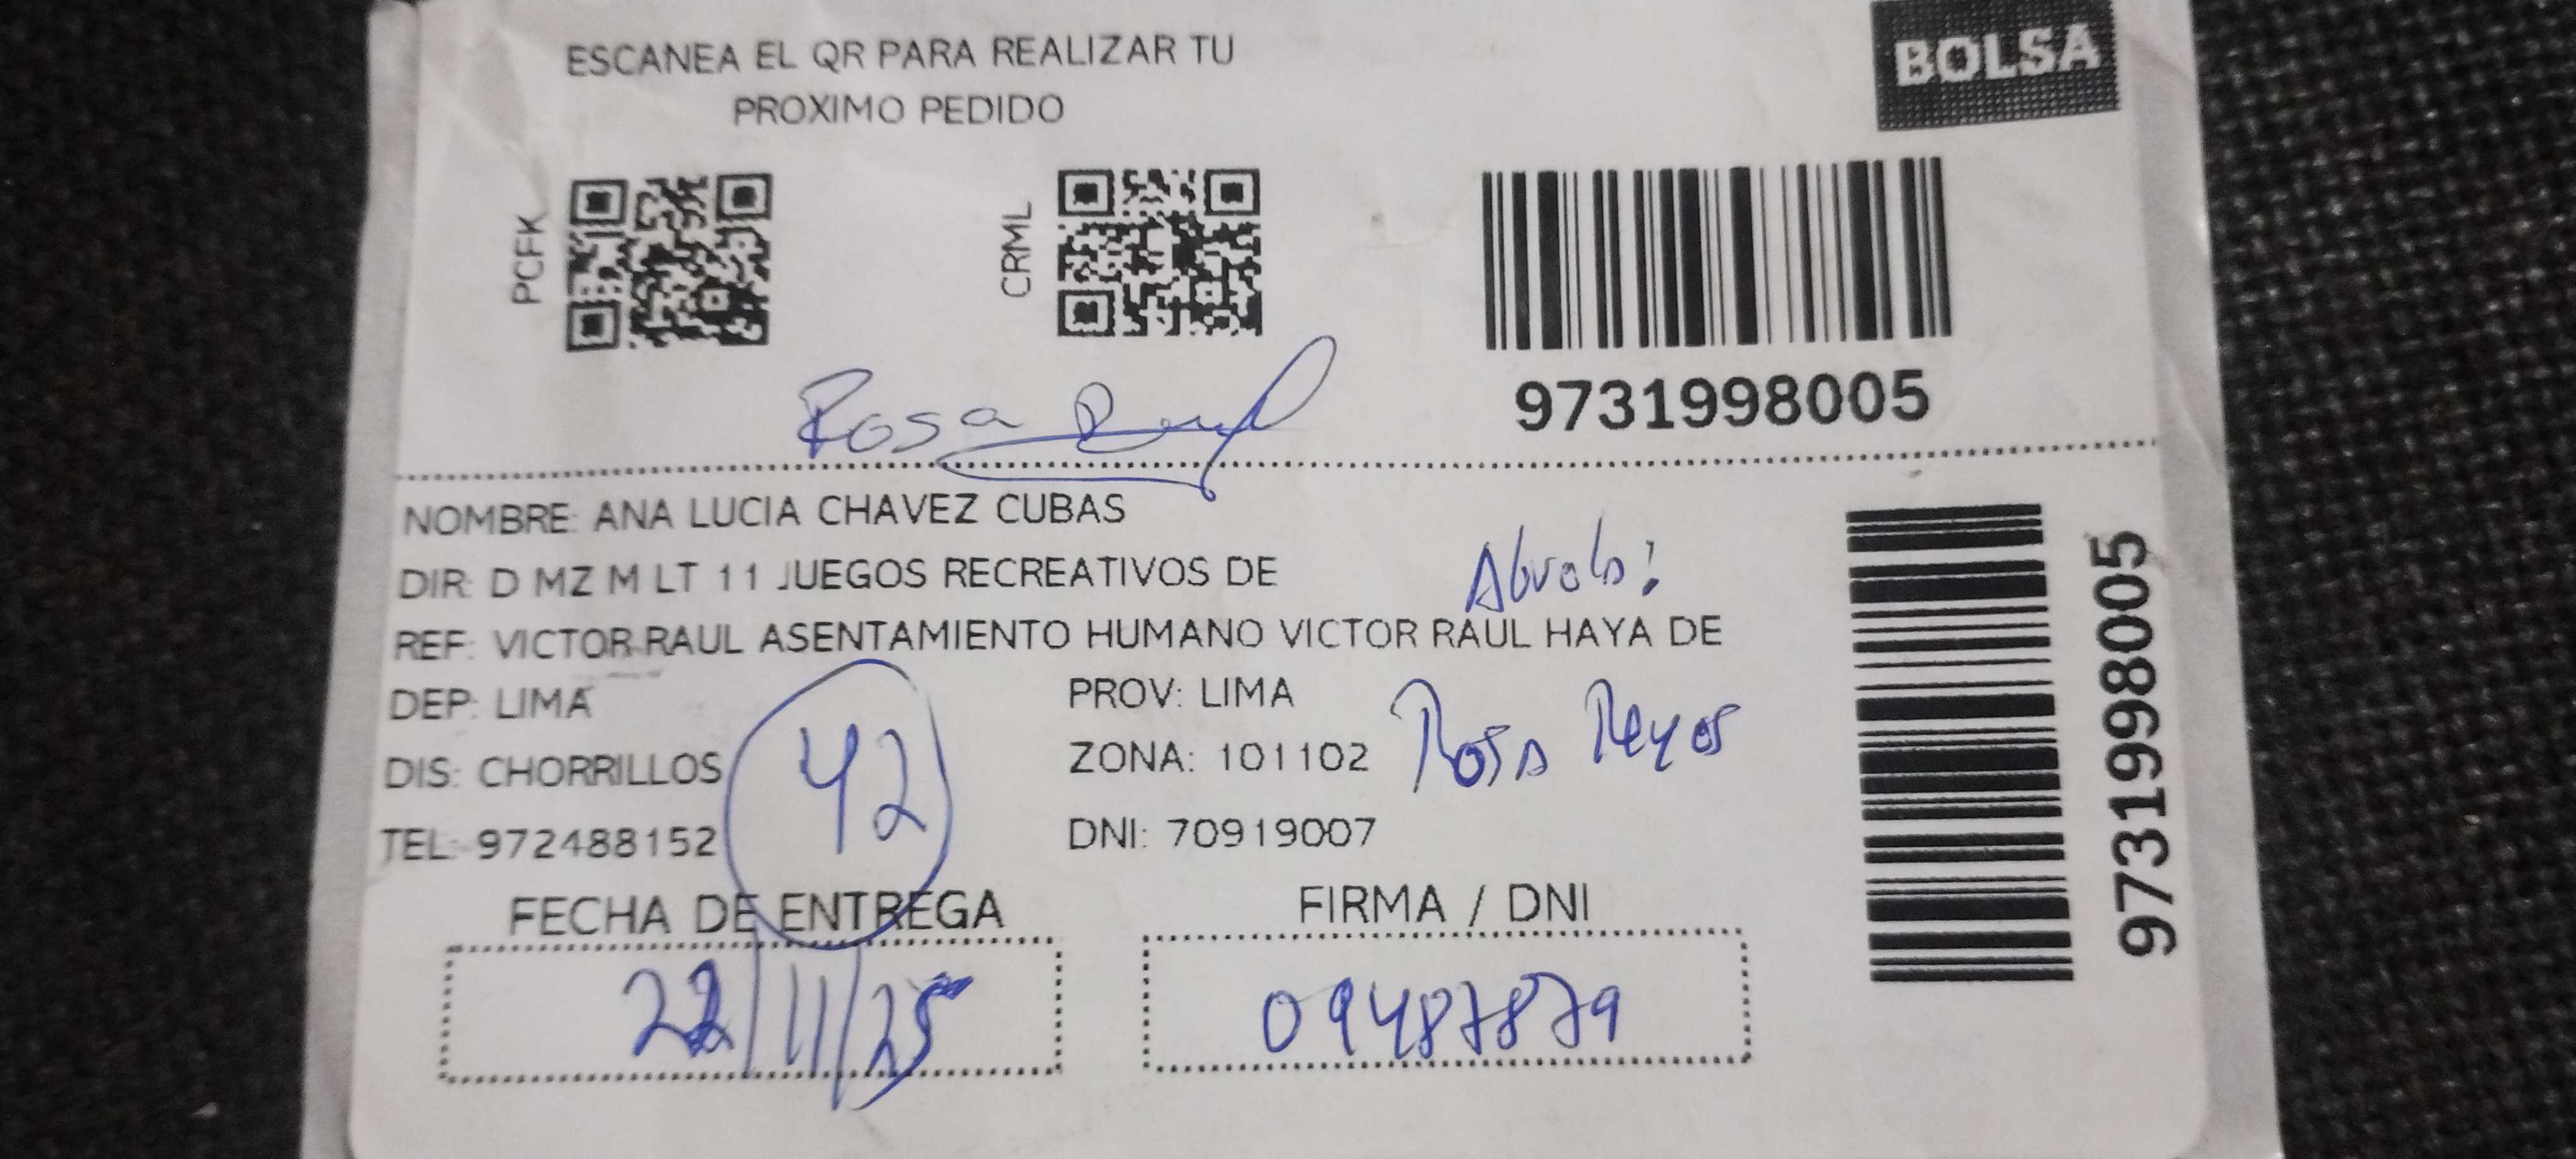 ESCANEA EL QR PARA REALIZAR TU
PROXIMO PEDIDO
BOLSA
PCFK
CRML
9731998005
Rosa
NOMBRE: ANA LUCIA CHAVEZ CUBAS
DIR: D MZ M LT 11 JUEGOS RECREATIVOS DE
REF: VICTOR RAUL ASENTAMIENTO HUMANO VICTOR RAUL HAYA DE
DEP: LIMA
PROV: LIMA
DIS: CHORRILLOS
ZONA: 101102
Rosa Reyes
42
TEL: 972488152
DNI: 70919007
9731998005
FECHA DE ENTREGA
FIRMA / DNI
22/11/25
09487879